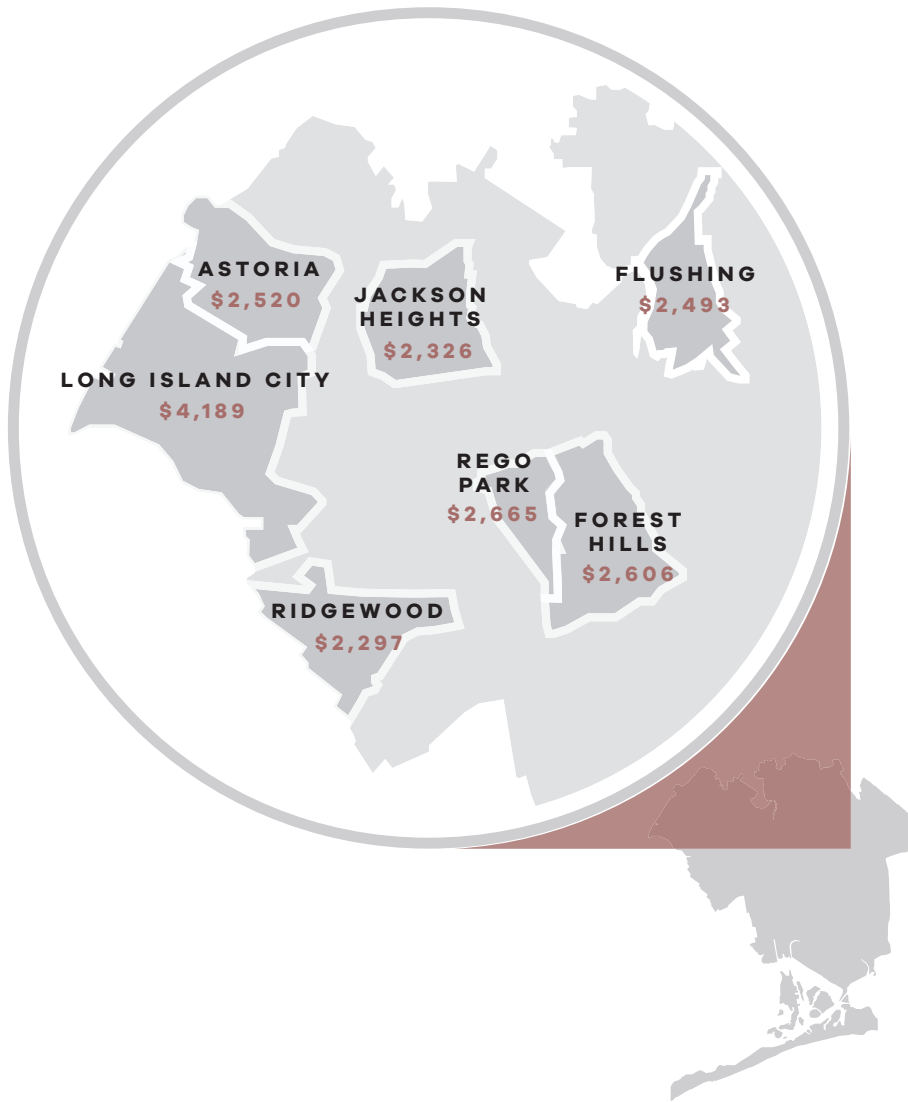 ASTORIA
$2,520
JACKSON
HEIGHTS
$2,326
FLUSHING
$2,493
LONG ISLAND CITY
$4,189
REGO
PARK
$2,665
FOREST
HILLS
$2,606
RIDGEWOOD
$2,297